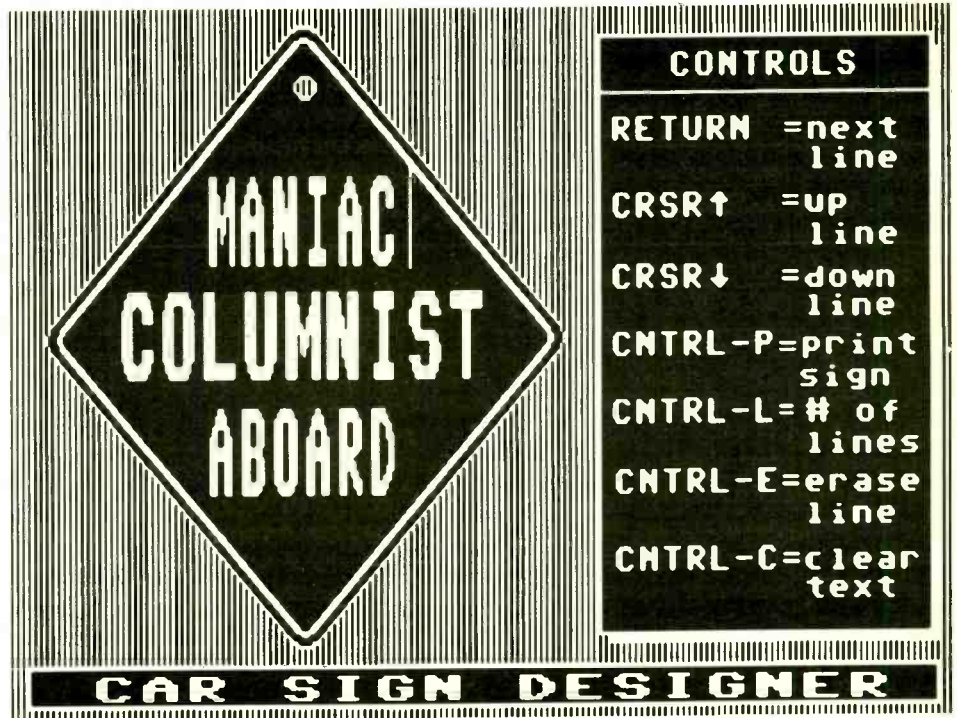 MANIAC
COLUMNIST
ABOARD
CONTROLS
RETURN =next
line
CRSR↑ =up
line
CRSR↓ =down
line
CNTRL-P=print
sign
CNTRL-L=# of
lines
CNTRL-E=erase
line
CNTRL-C=clear
text
CAR SIGN DESIGNER